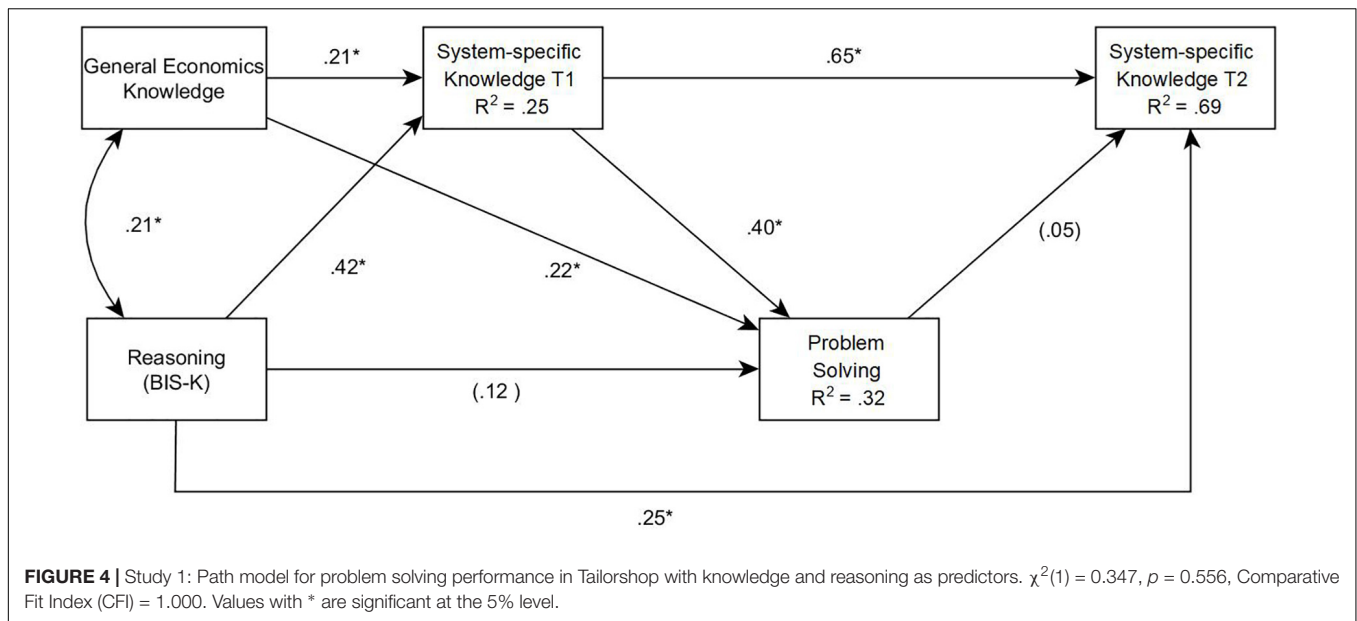 General Economics
Knowledge
.21*
System-specific
Knowledge T1
R² = .25
.65*
System-specific
Knowledge T2
R² = .69
.21*
.42*
.22*
.40*
(.05)
Reasoning
(BIS-K)
(.12 )
Problem
Solving
R² = .32
.25*
FIGURE 4 | Study 1: Path model for problem solving performance in Tailorshop with knowledge and reasoning as predictors. χ²(1) = 0.347, p = 0.556, Comparative
Fit Index (CFI) = 1.000. Values with * are significant at the 5% level.